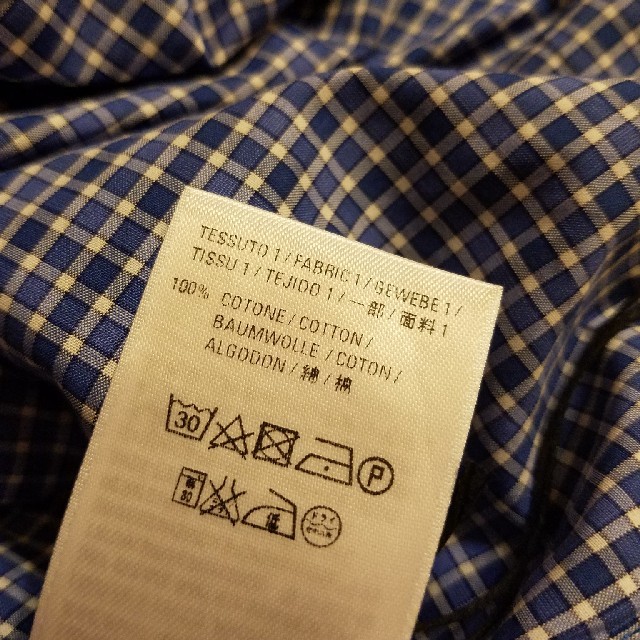 TESSUTO 1 / FABRIC 1 / GEWEBE 1 /
TISSU 1 / TEJIDO 1 / 一部 / 面料 1
100% COTONE / COTTON /
BAUMWOLLE / COTON /
ALGODON / 綿 / 棉
30
P